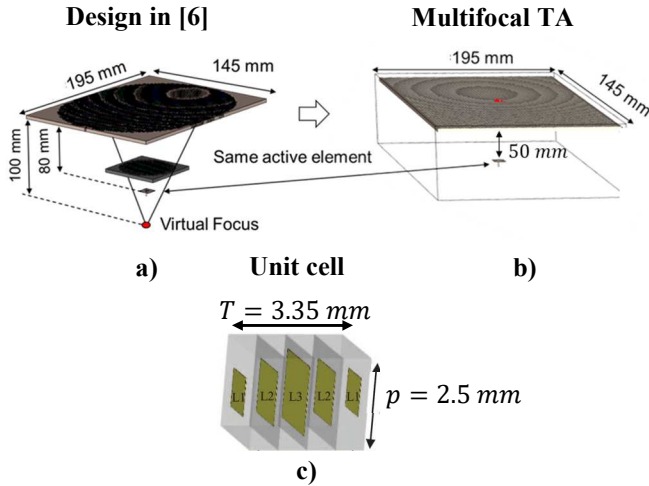 Design in [6]
Multifocal TA
195 mm
145 mm
100 mm
80 mm
Same active element
Virtual Focus
195 mm
145 mm
50 mm
a)
Unit cell
b)
T = 3.35 mm
L1
L2
L3
L2
L1
p = 2.5 mm
c)